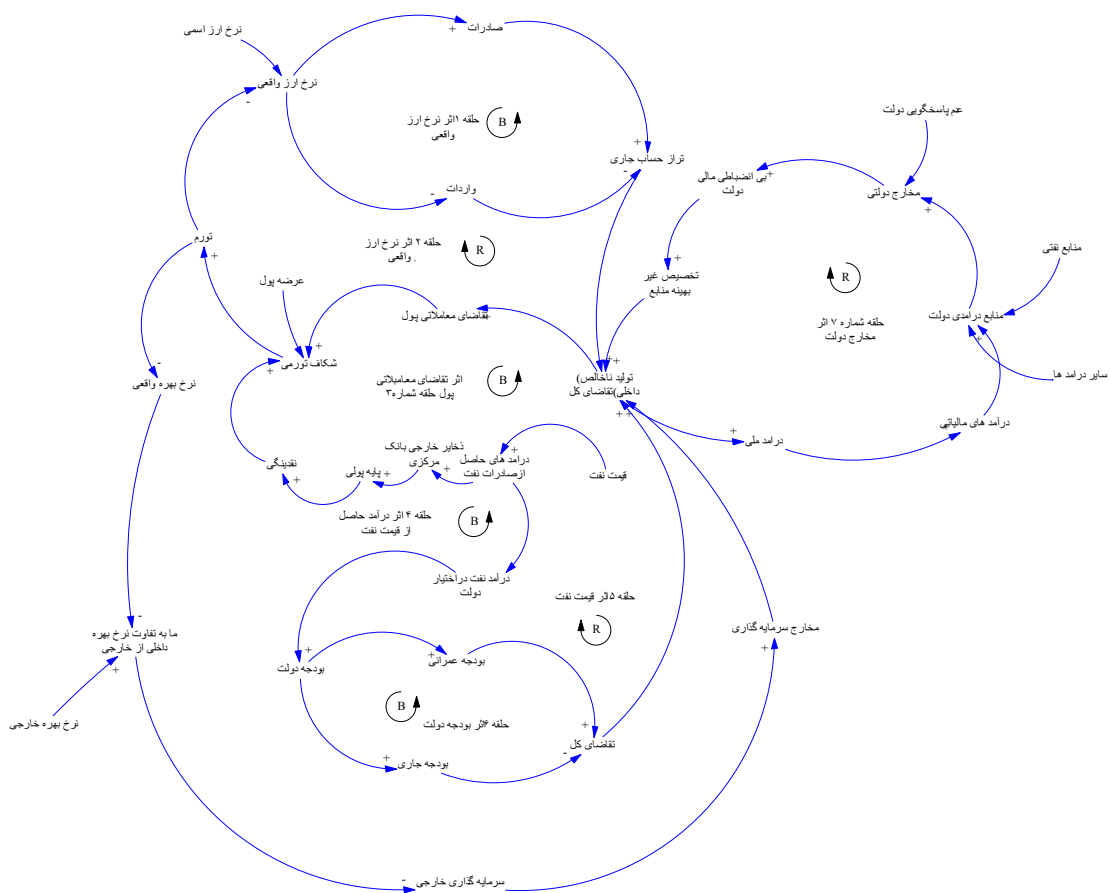 صادرات
نرخ ارز اسمی
نرخ ارز واقعی
حلقه ۱اثر نرخ ارز
واقعی
B
عدم پاسخگویی دولت
تراز حساب جاری
بی انضباطی مالی
دولت
مخارج دولتی
واردات
تورم
حلقه ۲ اثر نرخ ارز
واقعی .
R
منابع نفتی
عرضه پول
تخصیص غیر
بهینه منابع
R
تقاضای معاملاتی پول
منابع درامدی دولت
حلقه شماره ۷ اثر
مخارج دولت
شکاف تورمی
نرخ بهره واقعی
اثر تقاضای معامیلاتی
پول حلقه شماره۳
B
تولید ناخالص)
داخلی(تقاضای کل
سایر درامد ها
درآمد های مالیاتی
درامد ملی
نقدینگی
پایه پولی
ذخایر خارجی بانک
مرکزی
درامد های حاصل
ازصادرات نفت
قیمت نفت
حلقه ۴ اثر درآمد حاصل
از قیمت نفت
B
درآمد نفت دراختیار
دولت
حلقه ۵اثر قیمت نفت
R
ما به تفاوت نرخ بهره
داخلی از خارجی
مخارج سرمایه گذاری
بودجه دولت
بودجه عمرانی
نرخ بهره خارجی
B
حلقه ۶اثر بودجه دولت
تقاضای کل
بودجه جاری
سرمایه گذاری خارجی